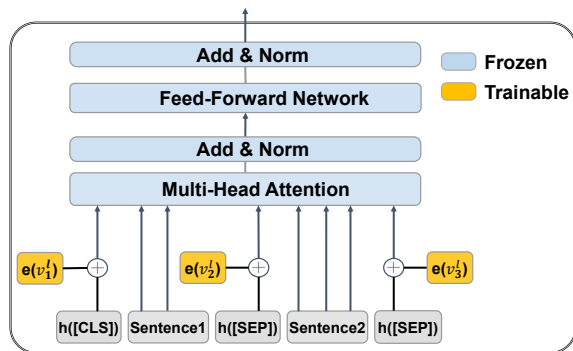 Add & Norm
Frozen
Feed-Forward Network
Trainable
Add & Norm
Multi-Head Attention
e(v₁ˡ)
e(v₂ˡ)
e(v₃ˡ)
h([CLS])
Sentence1
h([SEP])
Sentence2
h([SEP])